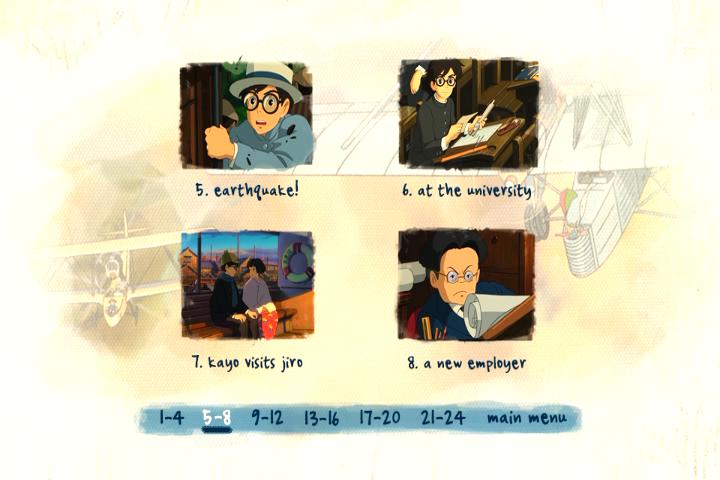 5. earthquake!
6. at the university
7. kayo visits jiro
8. a new employer
1-4 5-8 9-12 13-16 17-20 21-24 main menu